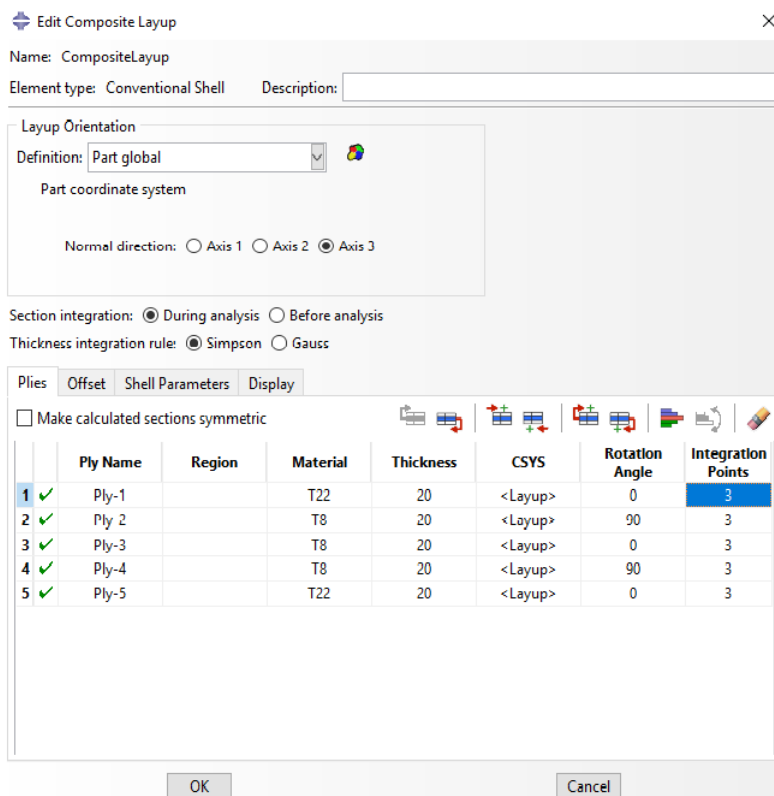 Edit Composite Layup
Name: CompositeLayup
Element type: Conventional Shell Description:
Layup Orientation
Definition: Part global
Part coordinate system
Normal direction: Axis 1 Axis 2 Axis 3
Section integration: During analysis Before analysis
Thickness integration rule: Simpson Gauss
Plies Offset Shell Parameters Display
Make calculated sections symmetric
Ply Name Region Material Thickness CSYS Rotation Angle Integration Points
1 Ply-1 T22 20 <Layup> 0 3
2 Ply 2 T8 20 <Layup> 90 3
3 Ply-3 T8 20 <Layup> 0 3
4 Ply-4 T8 20 <Layup> 90 3
5 Ply-5 T22 20 <Layup> 0 3
OK Cancel